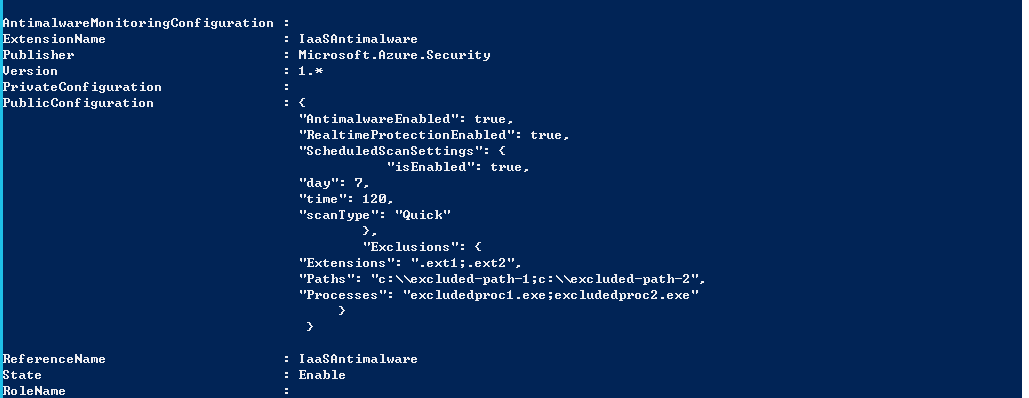 AntimalwareMonitoringConfiguration :
ExtensionName : IaaSAntimalware
Publisher : Microsoft.Azure.Security
Version : 1.*
PrivateConfiguration :
PublicConfiguration : {
"AntimalwareEnabled": true,
"RealtimeProtectionEnabled": true,
"ScheduledScanSettings": {
"isEnabled": true,
"day": 7,
"time": 120,
"scanType": "Quick"
},
"Exclusions": {
"Extensions": ".ext1;.ext2",
"Paths": "c:\\excluded-path-1;c:\\excluded-path-2",
"Processes": "excludedproc1.exe;excludedproc2.exe"
}
}
ReferenceName : IaaSAntimalware
State : Enable
RoleName :